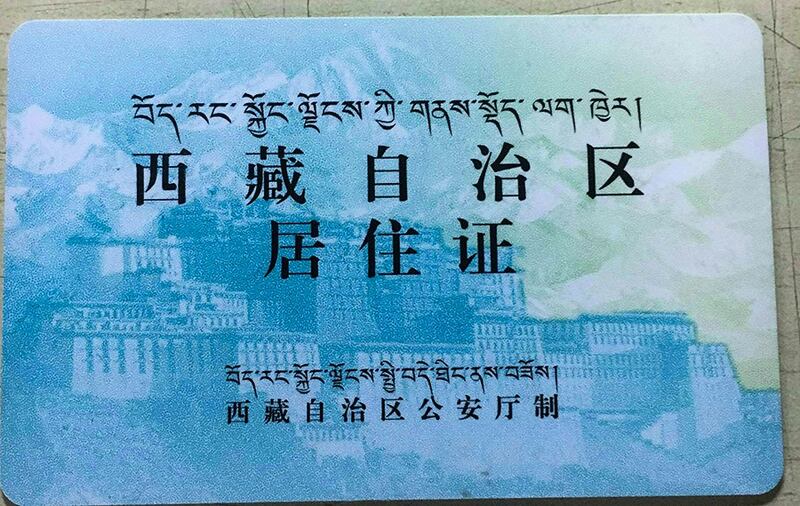 བོད་རང་སྐྱོང་ལྗོངས་ཀྱི་གནས་སྡོད་ལག་ཁྱེར།
西藏自治区
居住证
བོད་རང་སྐྱོང་ལྗོངས་སྤྱི་བདེ་ཐིང་ནས་བཟོས།
西藏自治区公安厅制